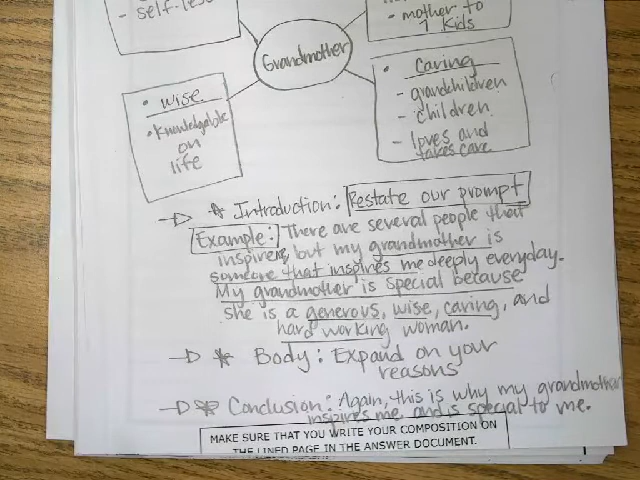 - self-less
- mother to
7 kids
Grandmother
• wise
• Knowledgable
on
life
• Caring
- grandchildren
- children.
- loves and
takes care
* Introduction: Restate our prompt
Example: There are several people that
inspire me, but my grandmother is
someone that inspires me deeply everyday.
My grandmother is special because
she is a generous, wise, caring, and
hard working woman.
* Body: Expand on your
reasons
* Conclusion: Again, this is why my grandmother
inspires me and is special to me.
MAKE SURE THAT YOU WRITE YOUR COMPOSITION ON
THE LINED PAGE IN THE ANSWER DOCUMENT.